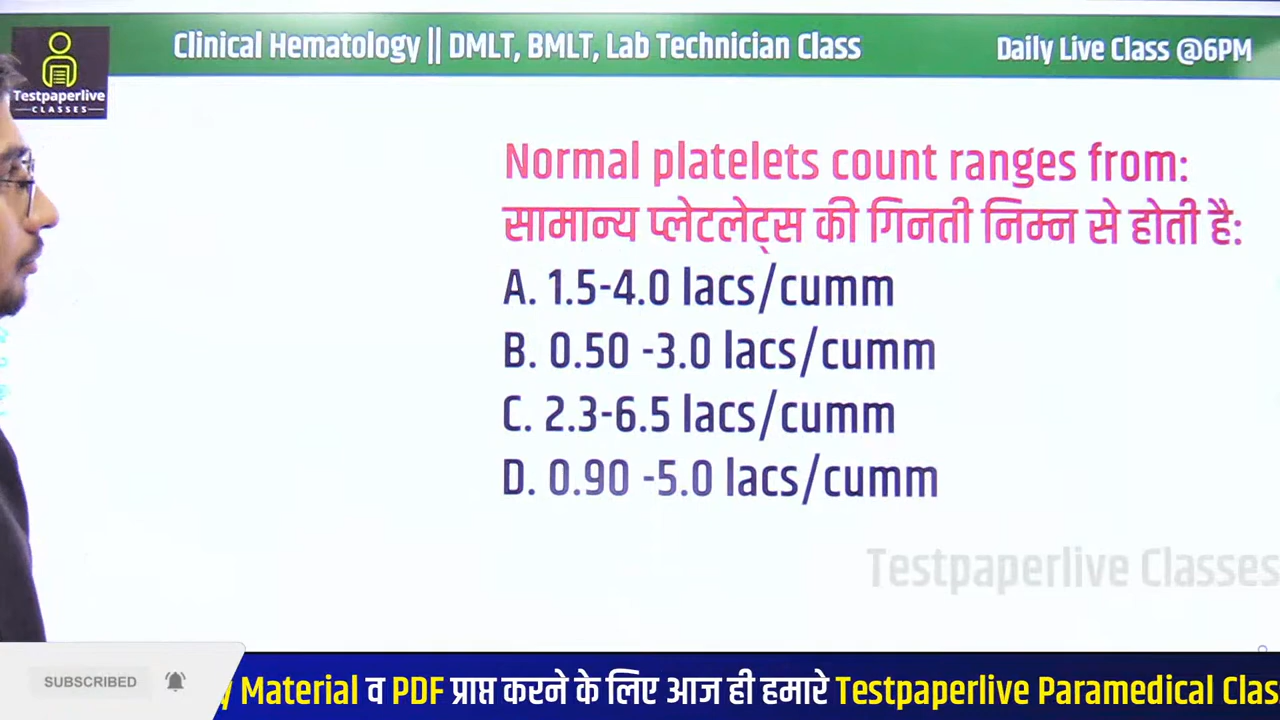 Clinical Hematology || DMLT, BMLT, Lab Technician Class
Daily Live Class @6PM
Testpaperlive
CLASSES
Normal platelets count ranges from:
सामान्य प्लेटलेट्स की गिनती निम्न से होती है:
A. 1.5-4.0 lacs/cumm
B. 0.50 -3.0 lacs/cumm
C. 2.3-6.5 lacs/cumm
D. 0.90 -5.0 lacs/cumm
Testpaperlive Classes
SUBSCRIBED
Material व PDF प्राप्त करने के लिए आज ही हमारे Testpaperlive Paramedical Clas